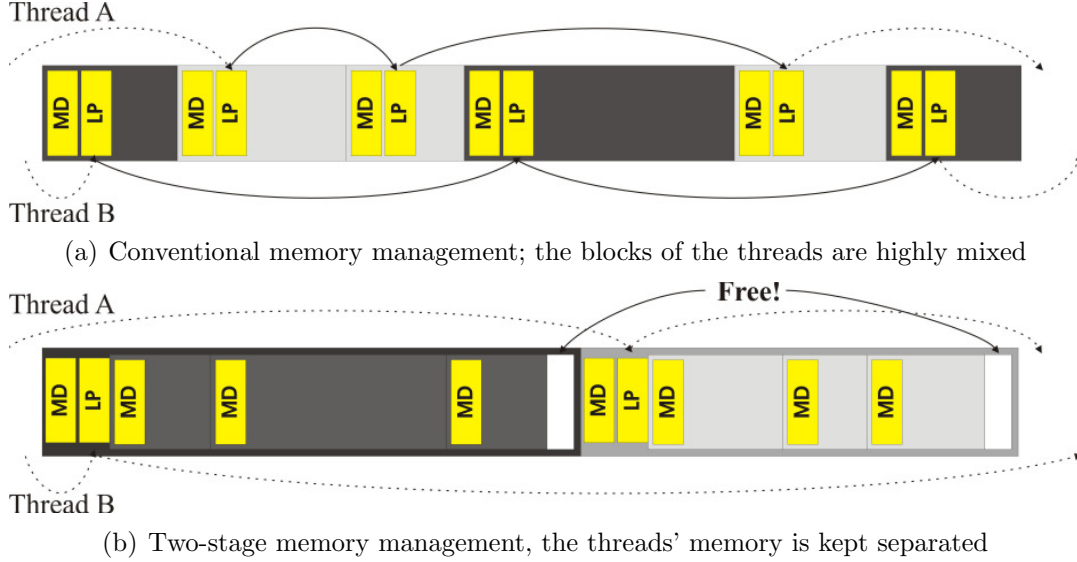 Thread A
MD LP MD LP MD LP MD LP MD LP MD LP
Thread B
(a) Conventional memory management; the blocks of the threads are highly mixed
Thread A
Free!
MD LP MD MD MD MD LP MD MD MD
Thread B
(b) Two-stage memory management, the threads' memory is kept separated